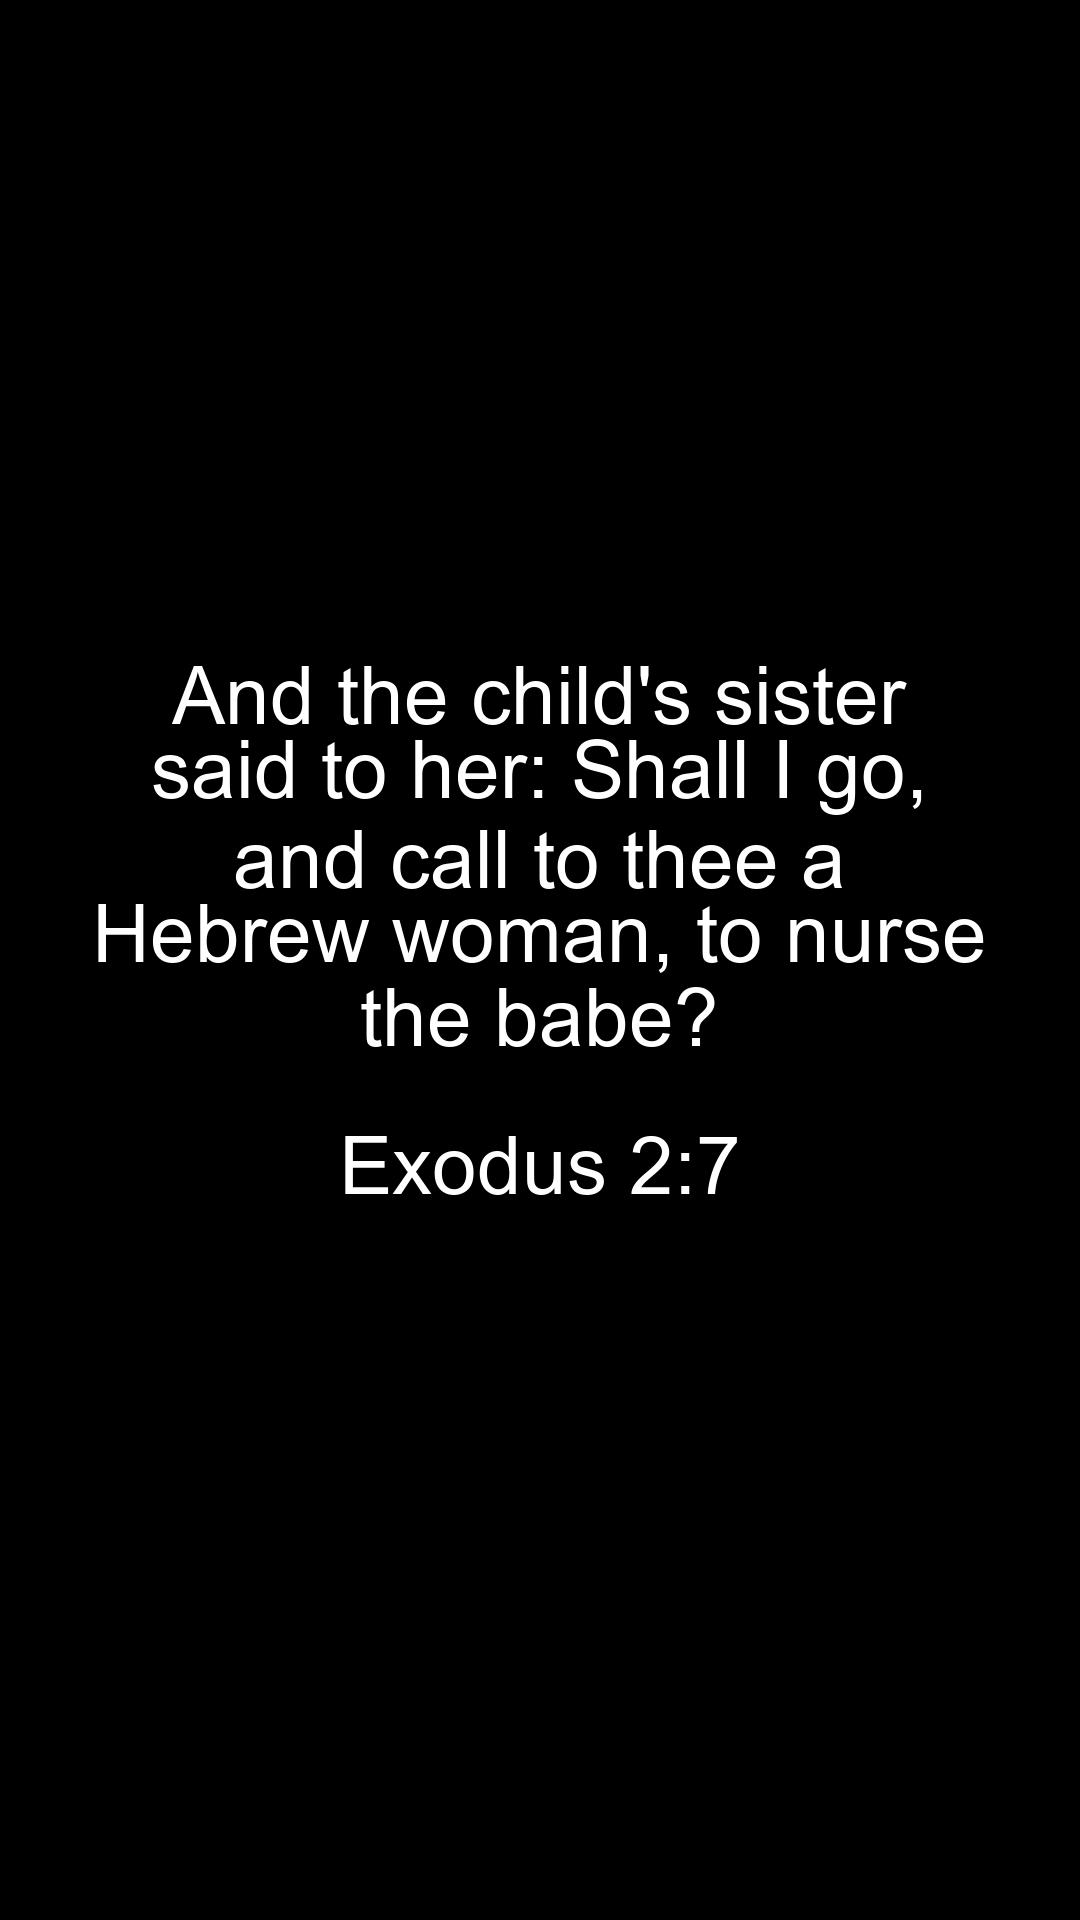 And the child's sister
said to her: Shall I go,
and call to thee a
Hebrew woman, to nurse
the babe?
Exodus 2:7